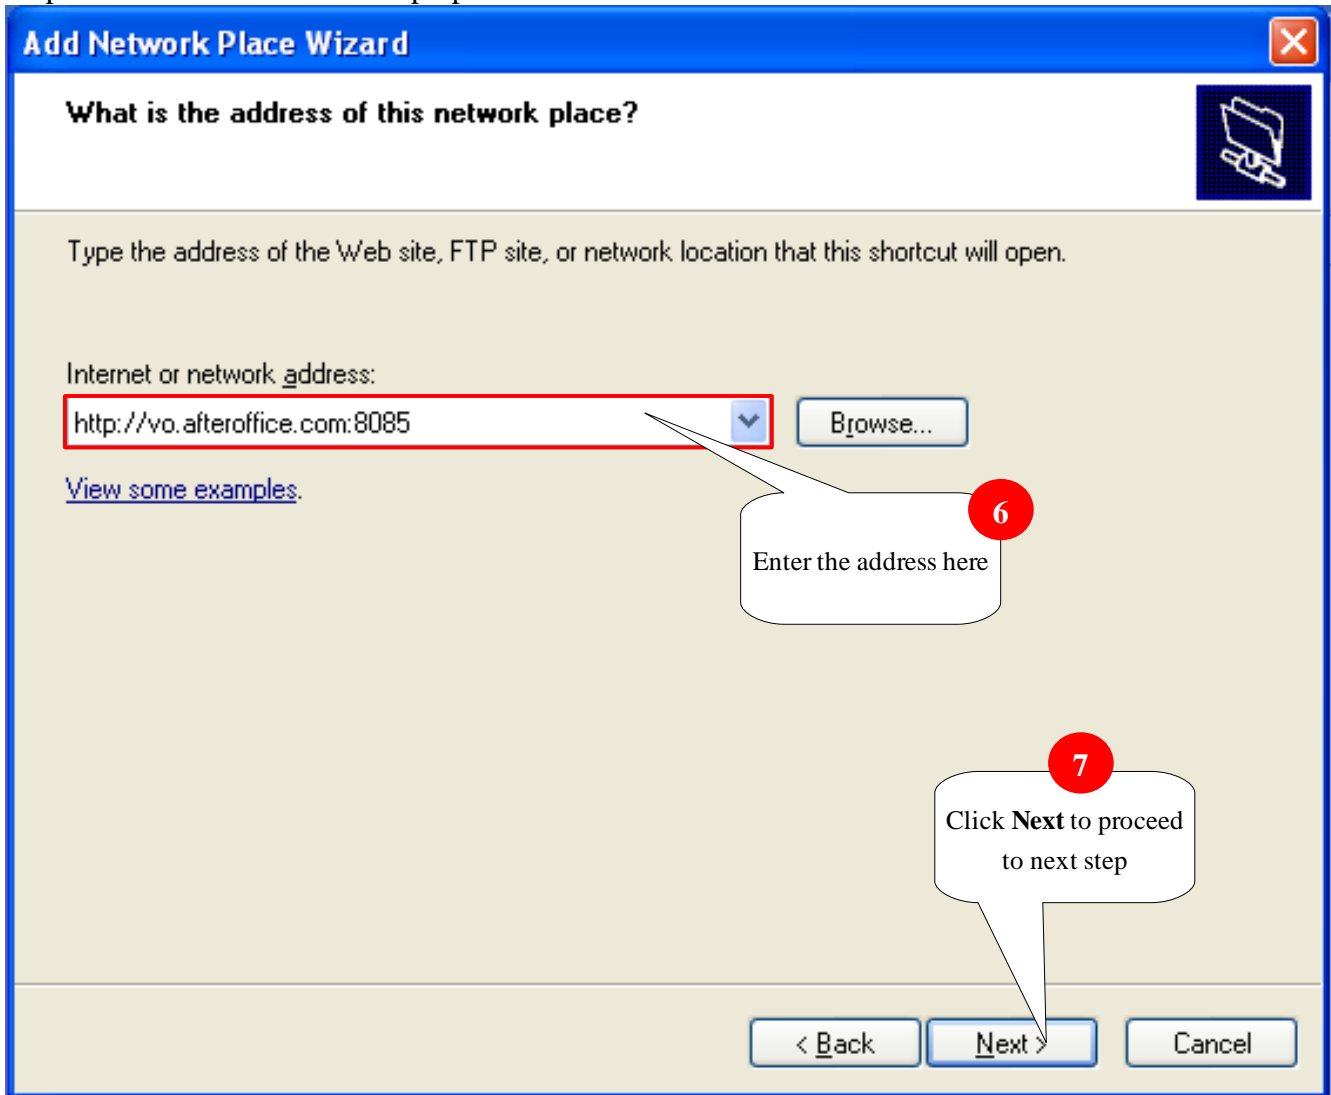 Add Network Place Wizard
What is the address of this network place?
Type the address of the Web site, FTP site, or network location that this shortcut will open.
Internet or network address:
http://vo.afteroffice.com:8085
Browse...
View some examples.
6
Enter the address here
7
Click Next to proceed
to next step
< Back
Next >
Cancel